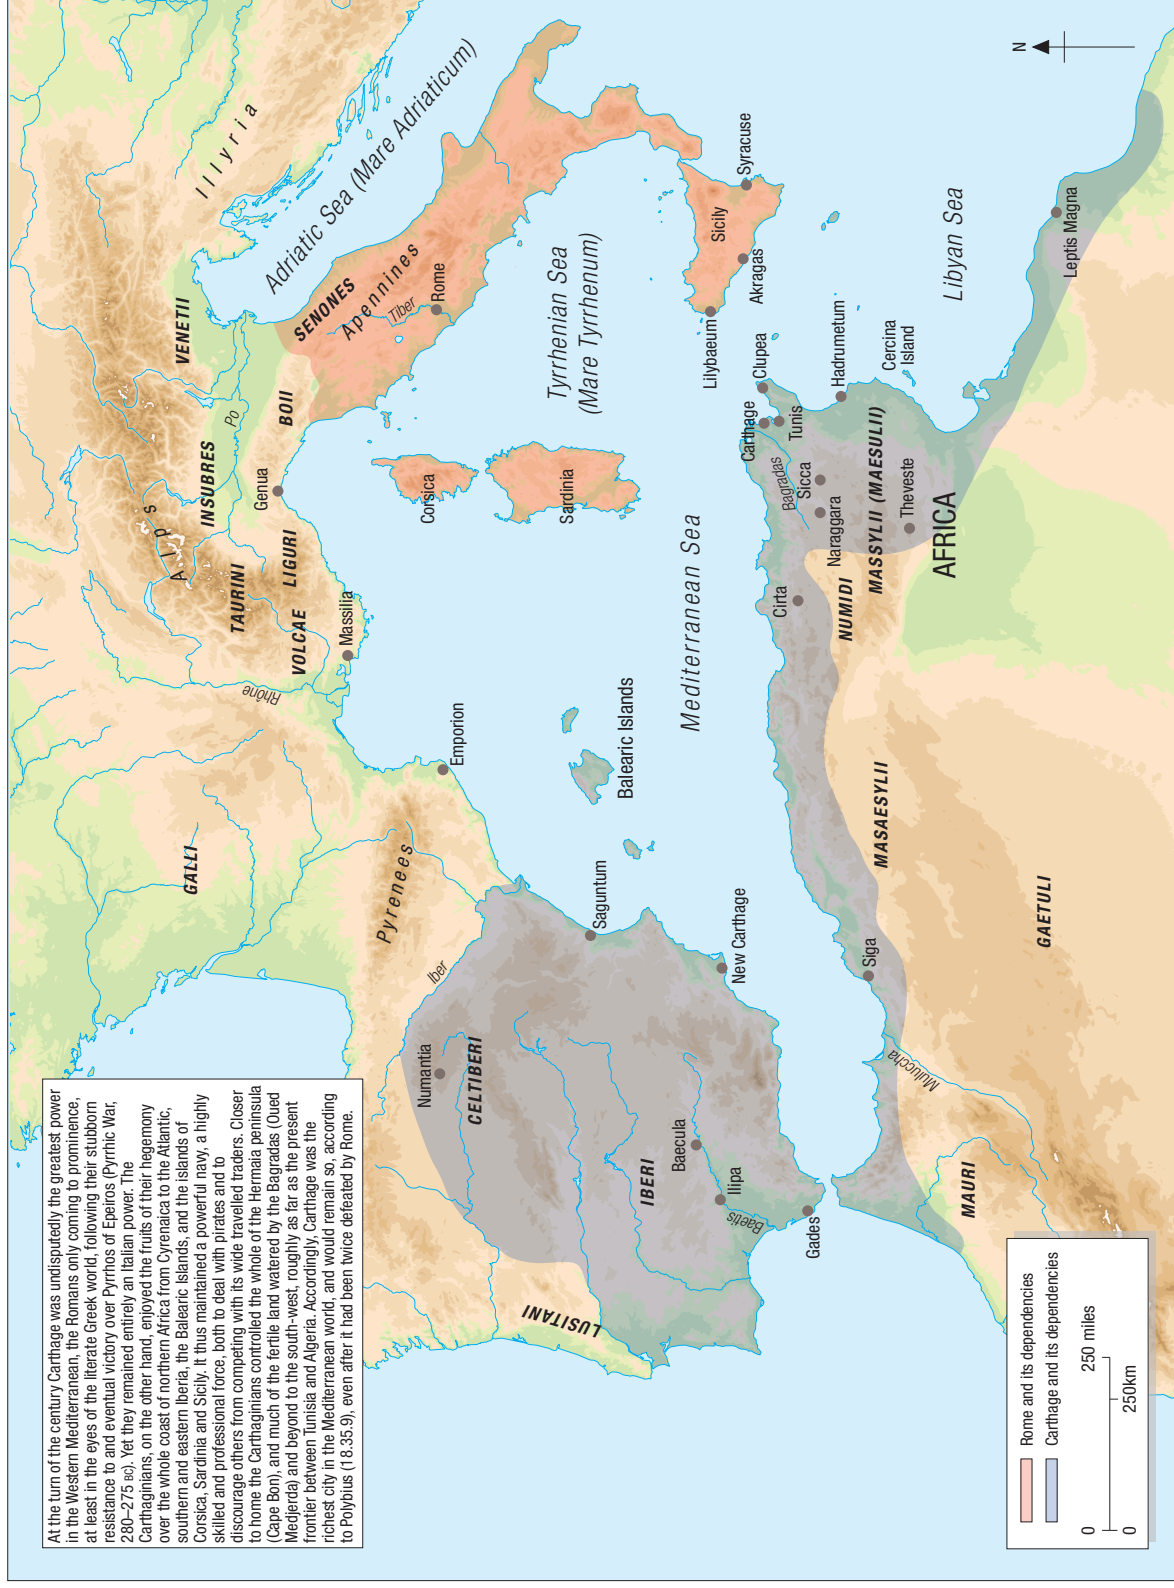 At the turn of the century Carthage was undisputedly the greatest power
in the Western Mediterranean, the Romans only coming to prominence,
at least in the eyes of the literate Greek world, following their stubborn
resistance to and eventual victory over Pyrrhos of Epeiros (Pyrrhic War,
280–275 BC). Yet they remained entirely an Italian power. The
Carthaginians, on the other hand, enjoyed the fruits of their hegemony
over the whole coast of northern Africa from Cyrenaica to the Atlantic,
southern and eastern Iberia, the Balearic Islands, and the islands of
Corsica, Sardinia and Sicily. It thus maintained a powerful navy, a highly
skilled and professional force, both to deal with pirates and to
discourage others from competing with its wide travelled traders. Closer
to home the Carthaginians controlled the whole of the Hermaia peninsula
(Cape Bon), and much of the fertile land watered by the Bagradas (Oued
Medjerda) and beyond to the south-west, roughly as far as the present
frontier between Tunisia and Algeria. Accordingly, Carthage was the
richest city in the Mediterranean world, and would remain so, according
to Polybius (18.35.9), even after it had been twice defeated by Rome.
GALLI
Alps
VENETII
Illyria
INSUBRES
TAURINI
Po
Rhône
VOLCAE
LIGURI
Genua
BOII
SENONES
Adriatic Sea (Mare Adriaticum)
Massilia
Apennines
Tiber
Rome
Pyrenees
Emporion
Iber
Numantia
CELTIBERI
Corsica
Sardinia
Tyrrhenian Sea
(Mare Tyrrhenum)
LUSITANI
Saguntum
Balearic Islands
IBERI
Baecula
Ilipa
Baetis
Gades
New Carthage
Mediterranean Sea
Lilybaeum
Sicily
Akragas
Syracuse
Carthage
Clupea
Tunis
Bagradas
Sicca
Naraggara
Hadrumetum
Cercina
Island
Cirta
NUMIDI
MASSYLII (MAESULII)
Theveste
AFRICA
Libyan Sea
Leptis Magna
Siga
MASAESYLII
Muluccha
MAURI
GAETULI
N
Rome and its dependencies
Carthage and its dependencies
0 250 miles
0 250km